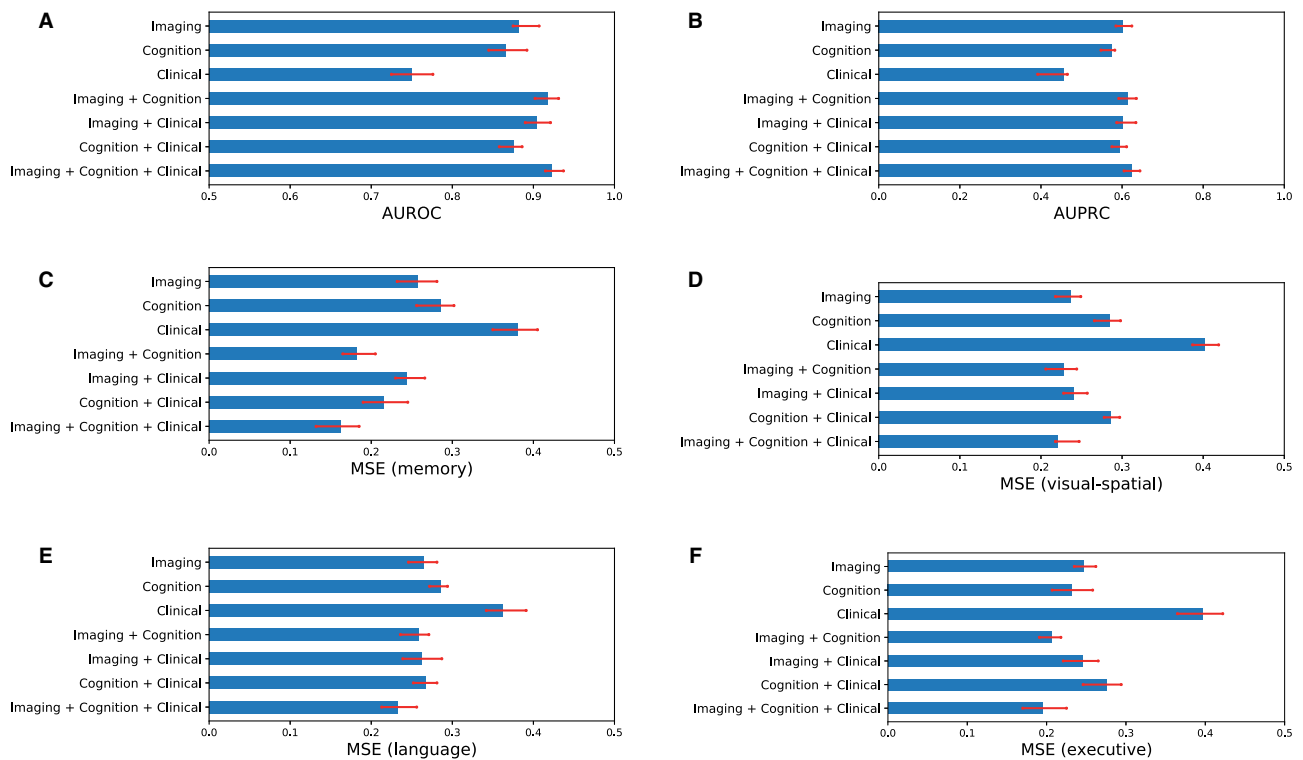 A
Imaging
Cognition
Clinical
Imaging + Cognition
Imaging + Clinical
Cognition + Clinical
Imaging + Cognition + Clinical
0.5 0.6 0.7 0.8 0.9 1.0
AUROC
B
Imaging
Cognition
Clinical
Imaging + Cognition
Imaging + Clinical
Cognition + Clinical
Imaging + Cognition + Clinical
0.0 0.2 0.4 0.6 0.8 1.0
AUPRC
C
Imaging
Cognition
Clinical
Imaging + Cognition
Imaging + Clinical
Cognition + Clinical
Imaging + Cognition + Clinical
0.0 0.1 0.2 0.3 0.4 0.5
MSE (memory)
D
Imaging
Cognition
Clinical
Imaging + Cognition
Imaging + Clinical
Cognition + Clinical
Imaging + Cognition + Clinical
0.0 0.1 0.2 0.3 0.4 0.5
MSE (visual-spatial)
E
Imaging
Cognition
Clinical
Imaging + Cognition
Imaging + Clinical
Cognition + Clinical
Imaging + Cognition + Clinical
0.0 0.1 0.2 0.3 0.4 0.5
MSE (language)
F
Imaging
Cognition
Clinical
Imaging + Cognition
Imaging + Clinical
Cognition + Clinical
Imaging + Cognition + Clinical
0.0 0.1 0.2 0.3 0.4 0.5
MSE (executive)